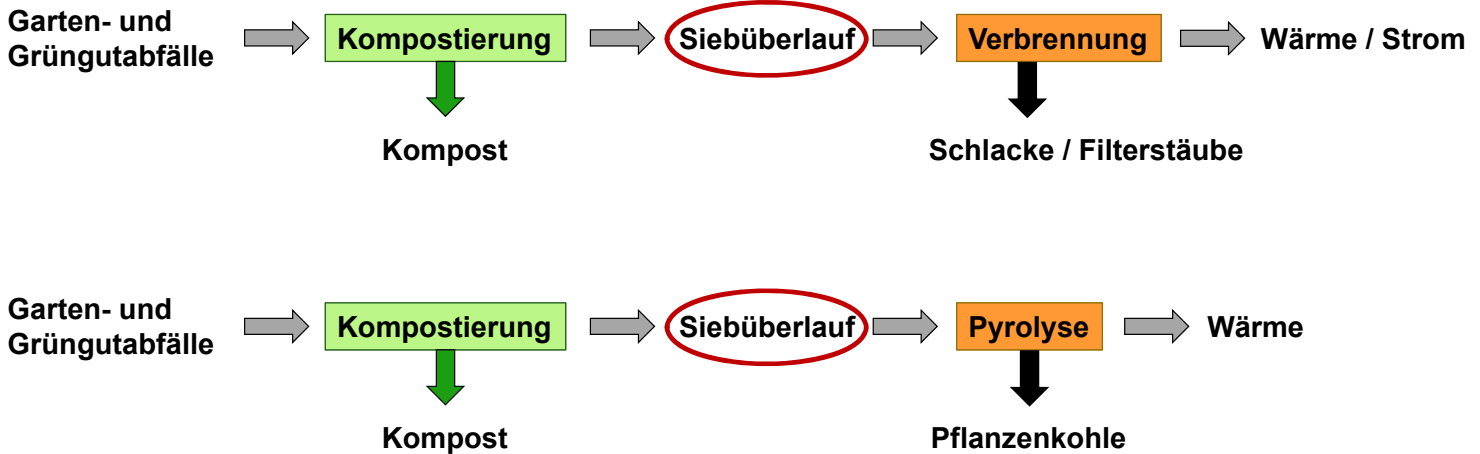 Garten- und
Grüngutabfälle
Kompostierung
Siebüberlauf
Verbrennung
Wärme / Strom
Kompost
Schlacke / Filterstäube
Garten- und
Grüngutabfälle
Kompostierung
Siebüberlauf
Pyrolyse
Wärme
Kompost
Pflanzenkohle